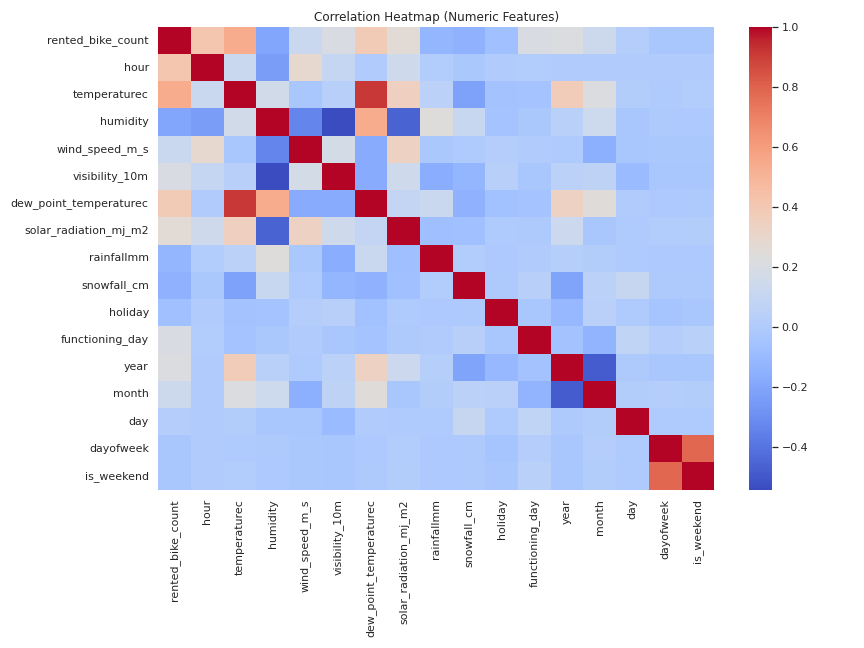 Correlation Heatmap (Numeric Features)
rented_bike_count
hour
temperaturec
humidity
wind_speed_m_s
visibility_10m
dew_point_temperaturec
solar_radiation_mj_m2
rainfallmm
snowfall_cm
holiday
functioning_day
year
month
day
dayofweek
is_weekend
rented_bike_count
hour
temperaturec
humidity
wind_speed_m_s
visibility_10m
dew_point_temperaturec
solar_radiation_mj_m2
rainfallmm
snowfall_cm
holiday
functioning_day
year
month
day
dayofweek
is_weekend
1.0
0.8
0.6
0.4
0.2
0.0
−0.2
−0.4